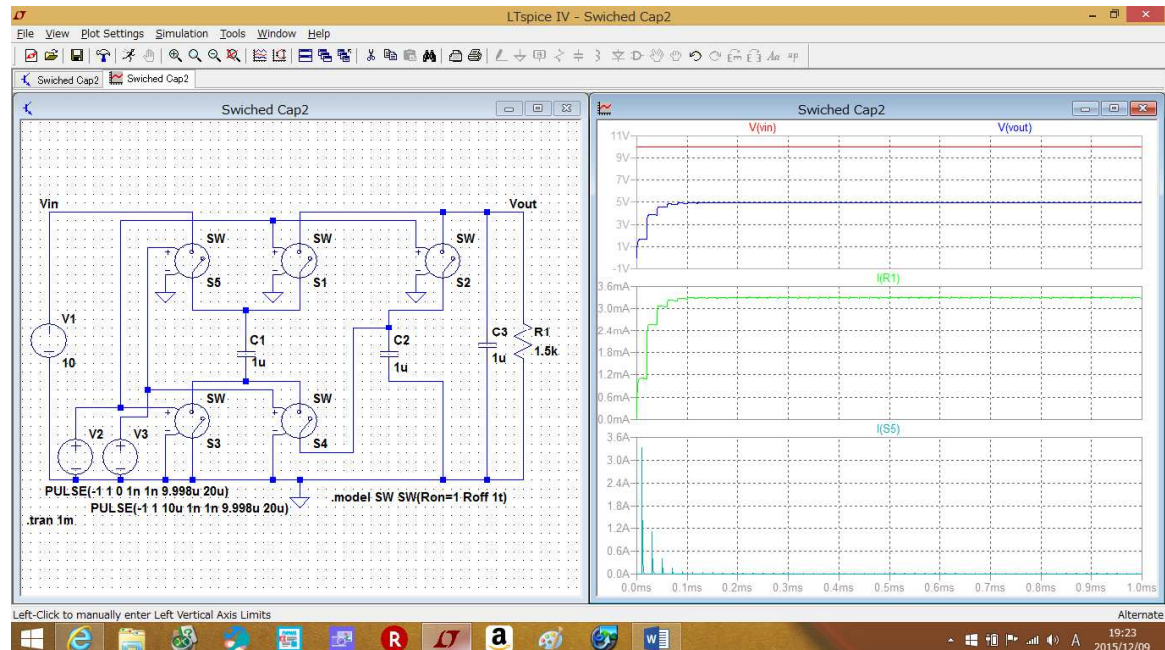 LTspice IV - Swiched Cap2
File View Plot Settings Simulation Tools Window Help
Swiched Cap2 Swiched Cap2
Swiched Cap2
Vin
Vout
SW
SW
SW
S5
S1
S2
V1
10
C1
1u
C2
1u
C3
1u
R1
1.5k
SW
SW
V2
V3
S3
S4
PULSE(-1 1 0 1n 1n 9.998u 20u)
PULSE(-1 1 10u 1n 1n 9.998u 20u)
.model SW SW(Ron=1 Roff 1t)
.tran 1m
Swiched Cap2
V(vin) V(vout)
11V
9V
7V
5V
3V
1V
-1V
I(R1)
3.6mA
3.0mA
2.4mA
1.8mA
1.2mA
0.6mA
0.0mA
I(S5)
3.6A
3.0A
2.4A
1.8A
1.2A
0.6A
0.0A
0.0ms 0.1ms 0.2ms 0.3ms 0.4ms 0.5ms 0.6ms 0.7ms 0.8ms 0.9ms 1.0ms
Left-Click to manually enter Left Vertical Axis Limits
Alternate
R
a
A
19:23
2015/12/09